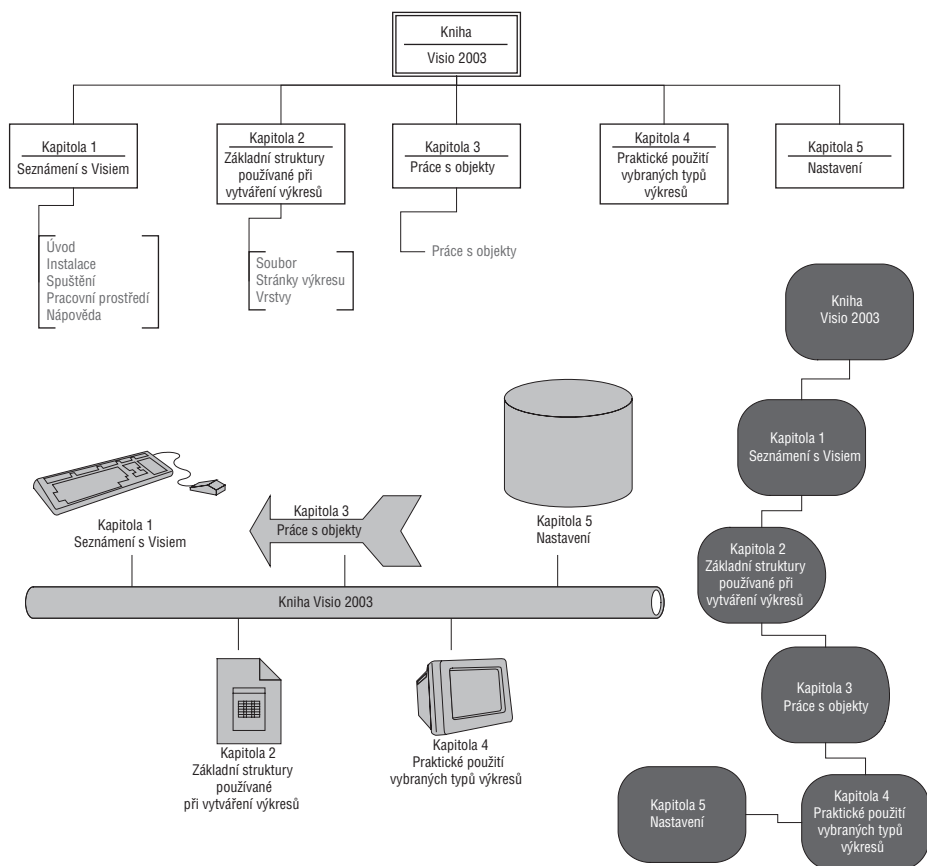 Kniha
Visio 2003
Kapitola 1
Seznámení s Visiem
Kapitola 2
Základní struktury
používané při
vytváření výkresů
Kapitola 3
Práce s objekty
Kapitola 4
Praktické použití
vybraných typů
výkresů
Kapitola 5
Nastavení
Úvod
Instalace
Spuštění
Pracovní prostředí
Nápověda
Soubor
Stránky výkresu
Vrstvy
Práce s objekty
Kapitola 1
Seznámení s Visiem
Kapitola 3
Práce s objekty
Kapitola 5
Nastavení
Kniha Visio 2003
Kapitola 2
Základní struktury
používané
při vytváření výkresů
Kapitola 4
Praktické použití
vybraných typů výkresů
Kniha
Visio 2003
Kapitola 1
Seznámení s Visiem
Kapitola 2
Základní struktury
používané při
vytváření výkresů
Kapitola 3
Práce s objekty
Kapitola 4
Praktické použití
vybraných typů
výkresů
Kapitola 5
Nastavení